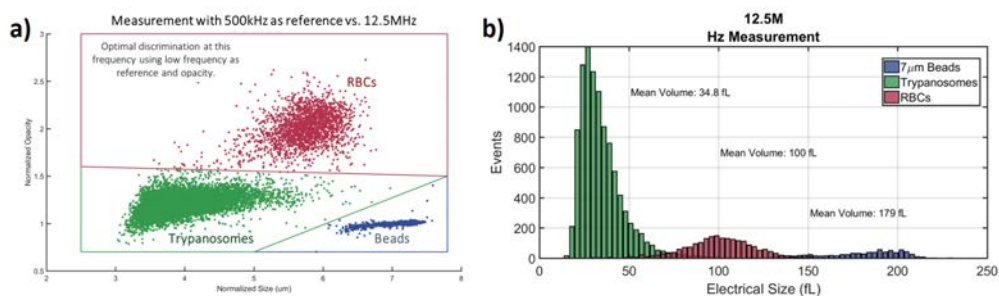 a)
Measurement with 500kHz as reference vs. 12.5MHz
Optimal discrimination at this
frequency using low frequency as
reference and opacity.
RBCs
Trypanosomes
Beads
Normalized Opacity
3
2.5
2
1.5
1
0.5
2 3 4 5 6 7 8
Normalized Size (um)
b)
12.5M
Hz Measurement
7μm Beads
Trypanosomes
RBCs
Mean Volume: 34.8 fL
Mean Volume: 100 fL
Mean Volume: 179 fL
Events
1400
1200
1000
800
600
400
200
0
0 50 100 150 200 250
Electrical Size (fL)